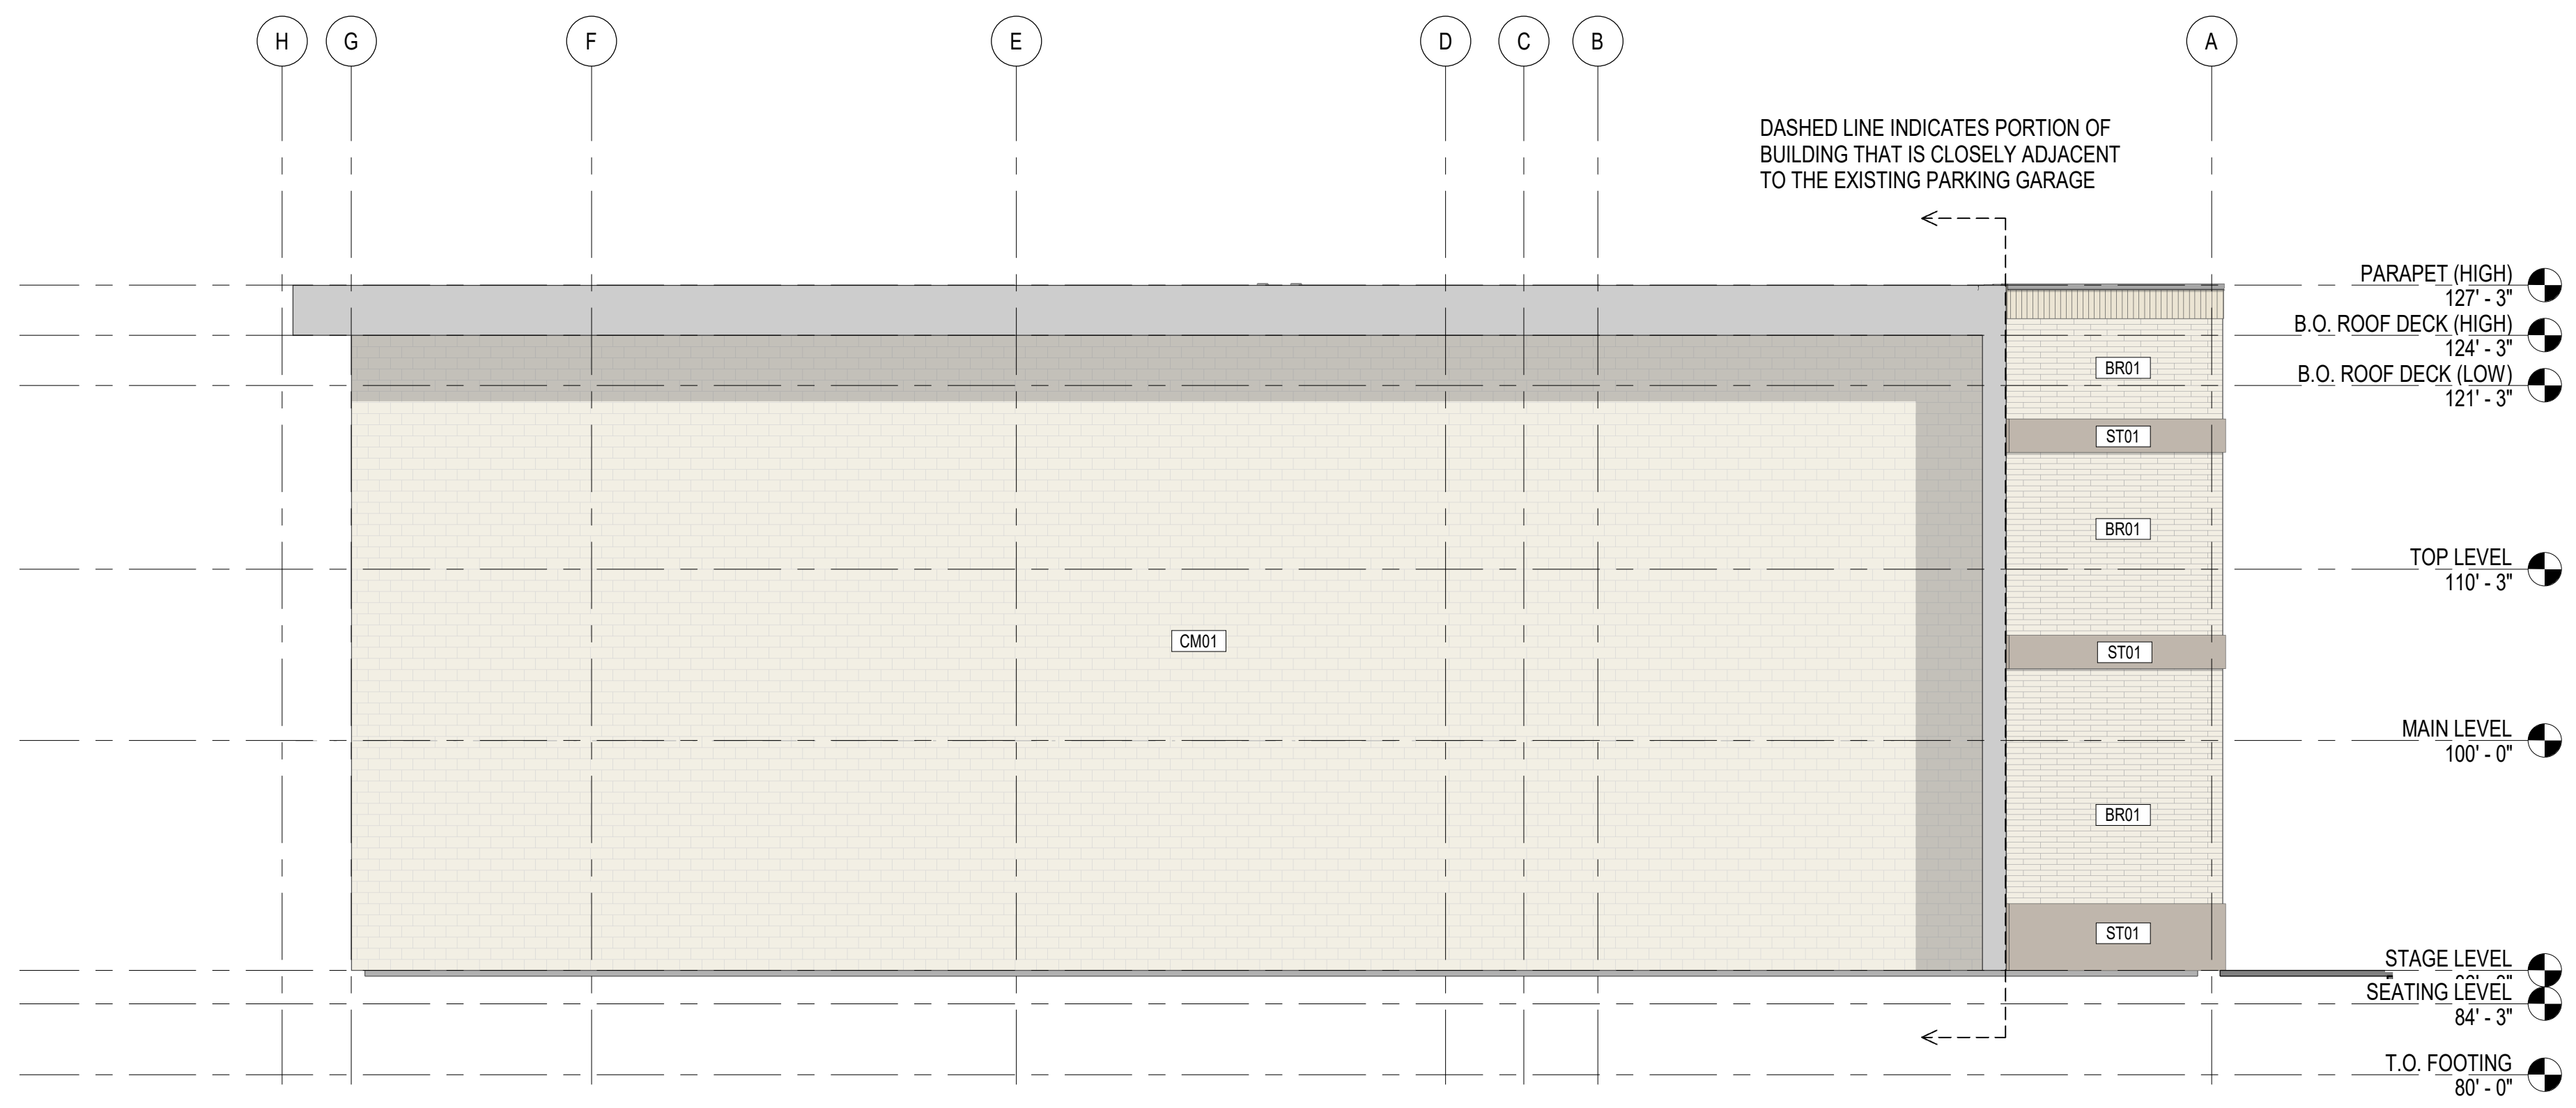 H G F E D C B A
DASHED LINE INDICATES PORTION OF
BUILDING THAT IS CLOSELY ADJACENT
TO THE EXISTING PARKING GARAGE
PARAPET (HIGH)
127' - 3"
B.O. ROOF DECK (HIGH)
124' - 3"
BR01
B.O. ROOF DECK (LOW)
121' - 3"
ST01
BR01
TOP LEVEL
110' - 3"
CM01
ST01
MAIN LEVEL
100' - 0"
BR01
ST01
STAGE LEVEL
SEATING LEVEL
84' - 3"
T.O. FOOTING
80' - 0"